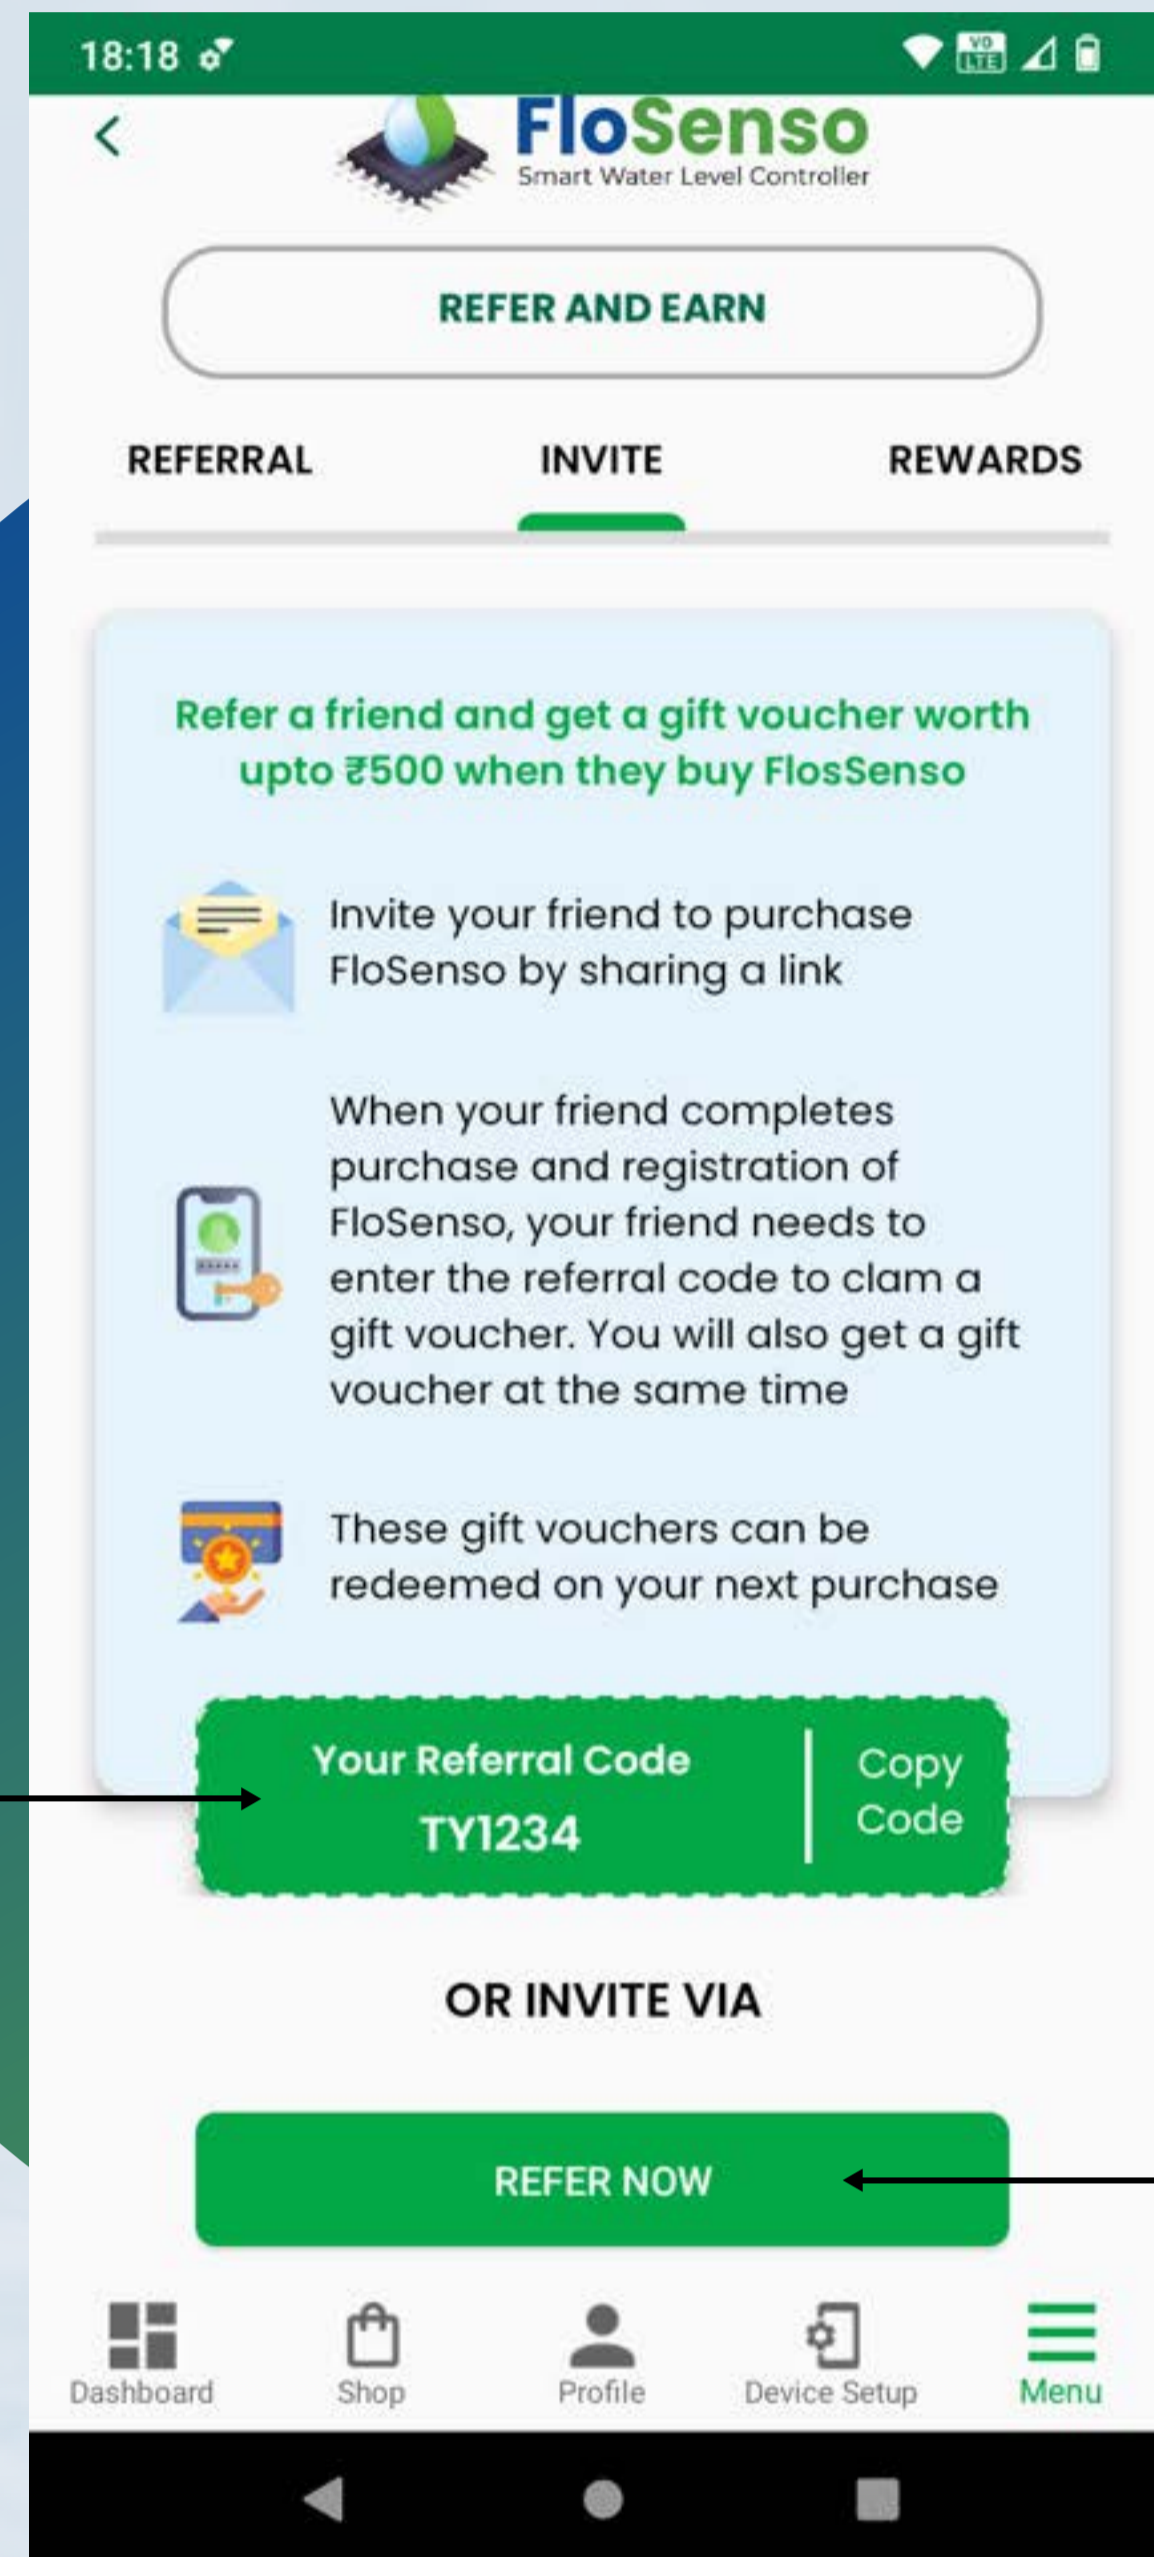 18:18
VO
LTE
FloSenso
Smart Water Level Controller
REFER AND EARN
REFERRAL INVITE REWARDS
Refer a friend and get a gift voucher worth
upto ₹500 when they buy FlosSenso
Invite your friend to purchase
FloSenso by sharing a link
When your friend completes
purchase and registration of
FloSenso, your friend needs to
enter the referral code to clam a
gift voucher. You will also get a gift
voucher at the same time
These gift vouchers can be
redeemed on your next purchase
Your Referral Code
TY1234
Copy
Code
OR INVITE VIA
REFER NOW
Dashboard Shop Profile Device Setup Menu